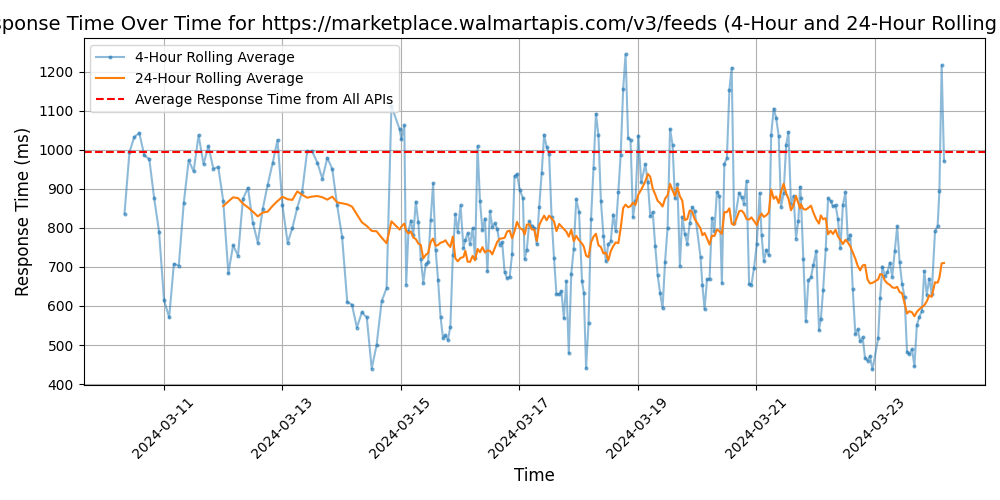 sponse Time Over Time for https://marketplace.walmartapis.com/v3/feeds (4-Hour and 24-Hour Rolling
4-Hour Rolling Average
24-Hour Rolling Average
Average Response Time from All APIs
Response Time (ms)
1200
1100
1000
900
800
700
600
500
400
2024-03-11
2024-03-13
2024-03-15
2024-03-17
2024-03-19
2024-03-21
2024-03-23
Time